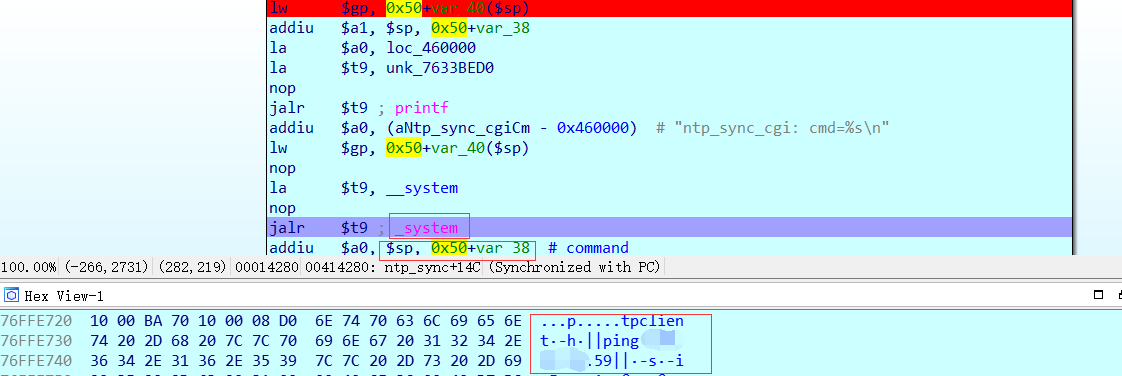 lw $gp, 0x50+var_40($sp)
addiu $a1, $sp, 0x50+var_38
la $a0, loc_460000
la $t9, unk_7633BED0
nop
jalr $t9 ; printf
addiu $a0, (aNtp_sync_cgiCm - 0x460000) # "ntp_sync_cgi: cmd=%s\n"
lw $gp, 0x50+var_40($sp)
nop
la $t9, __system
nop
jalr $t9 ; _system
addiu $a0, $sp, 0x50+var_38 # command
100.00% (-266,2731) (282,219) 00014280 00414280: ntp_sync+14C (Synchronized with PC)
Hex View-1
76FFE720 10 00 BA 70 10 00 08 D0 6E 74 70 63 6C 69 65 6E ...p.....tpclien
76FFE730 74 20 2D 68 20 7C 7C 70 69 6E 67 20 31 32 34 2E t·-h·||ping
76FFE740 36 34 2E 31 36 2E 35 39 7C 7C 20 2D 73 20 2D 69 .59||·-s·-i